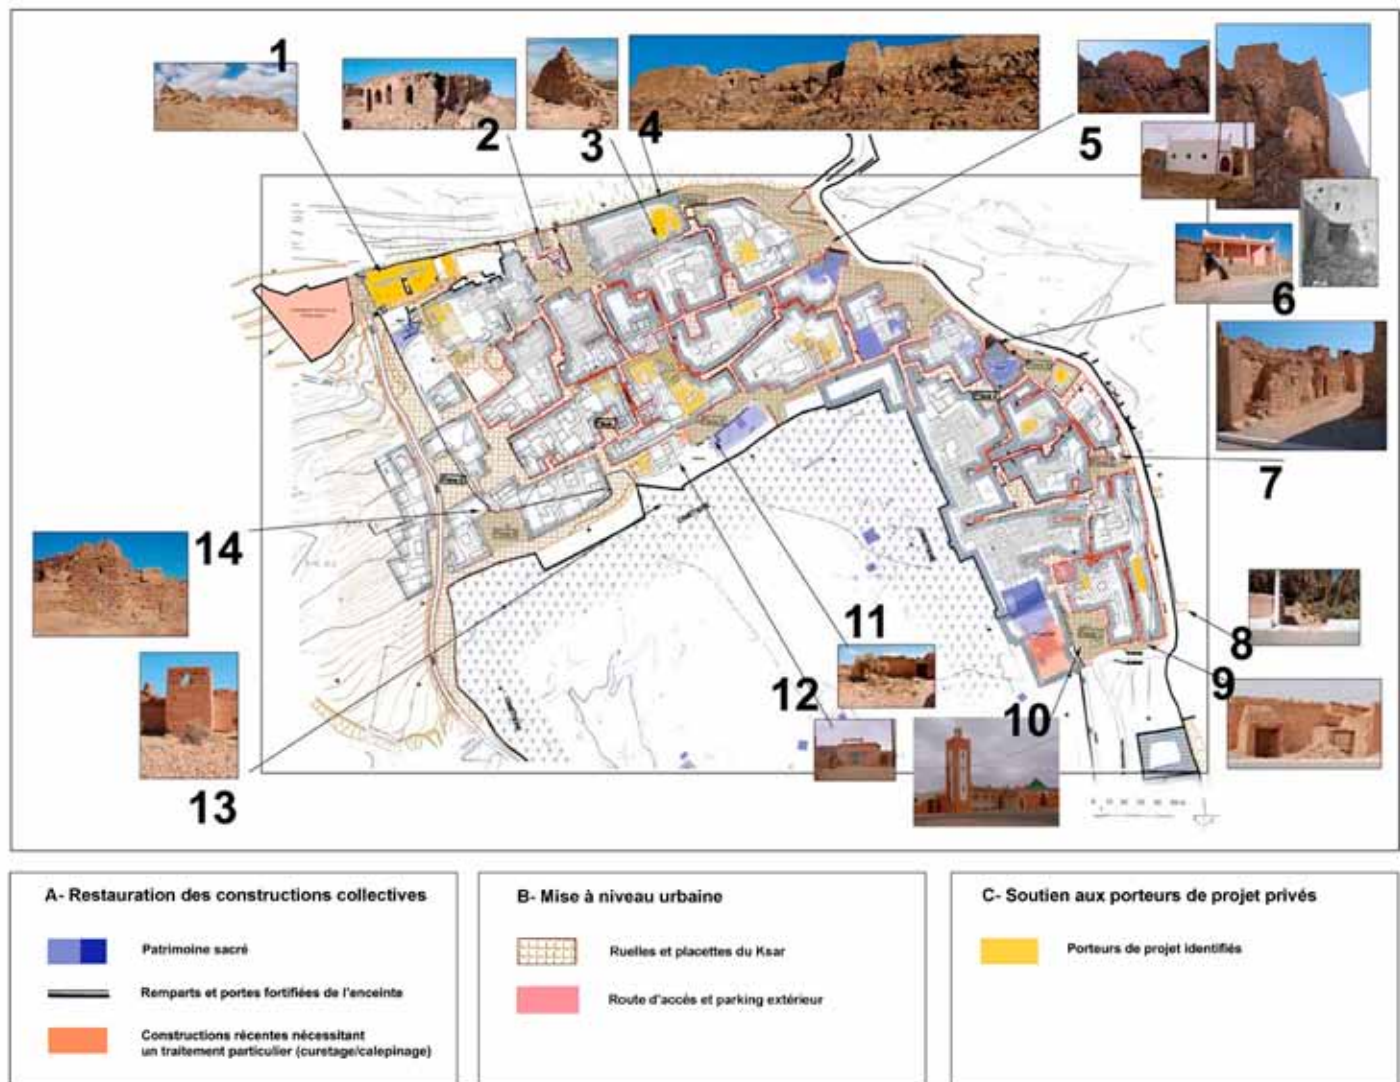 1
2
3
4
5
6
7
8
9
10
11
12
13
14
A- Restauration des constructions collectives
Patrimoine sacré
Remparts et portes fortifiées de l'enceinte
Constructions récentes nécessitant
un traitement particulier (curetage/calepinage)
B- Mise à niveau urbaine
Ruelles et placettes du Ksar
Route d'accès et parking extérieur
C- Soutien aux porteurs de projet privés
Porteurs de projet identifiés